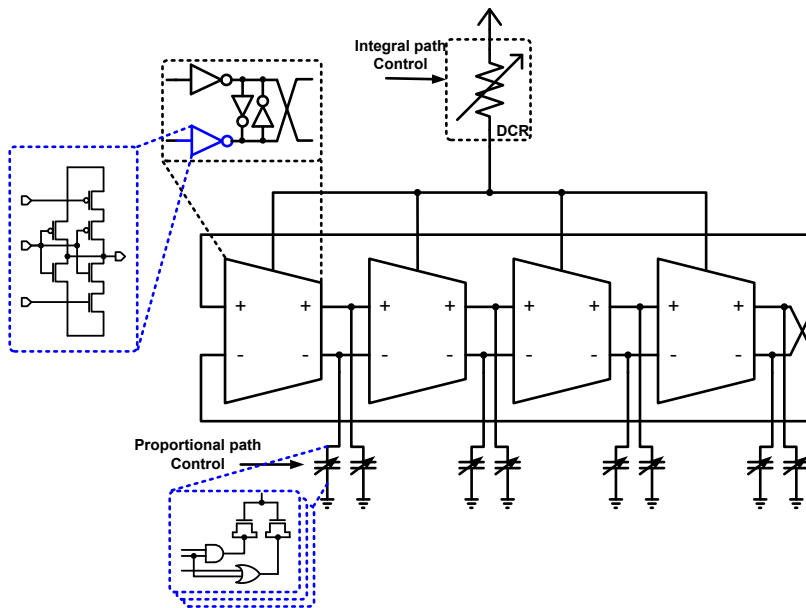 Integral path
Control
DCR
+ + + + + + + +
- - - - - - - -
Proportional path
Control